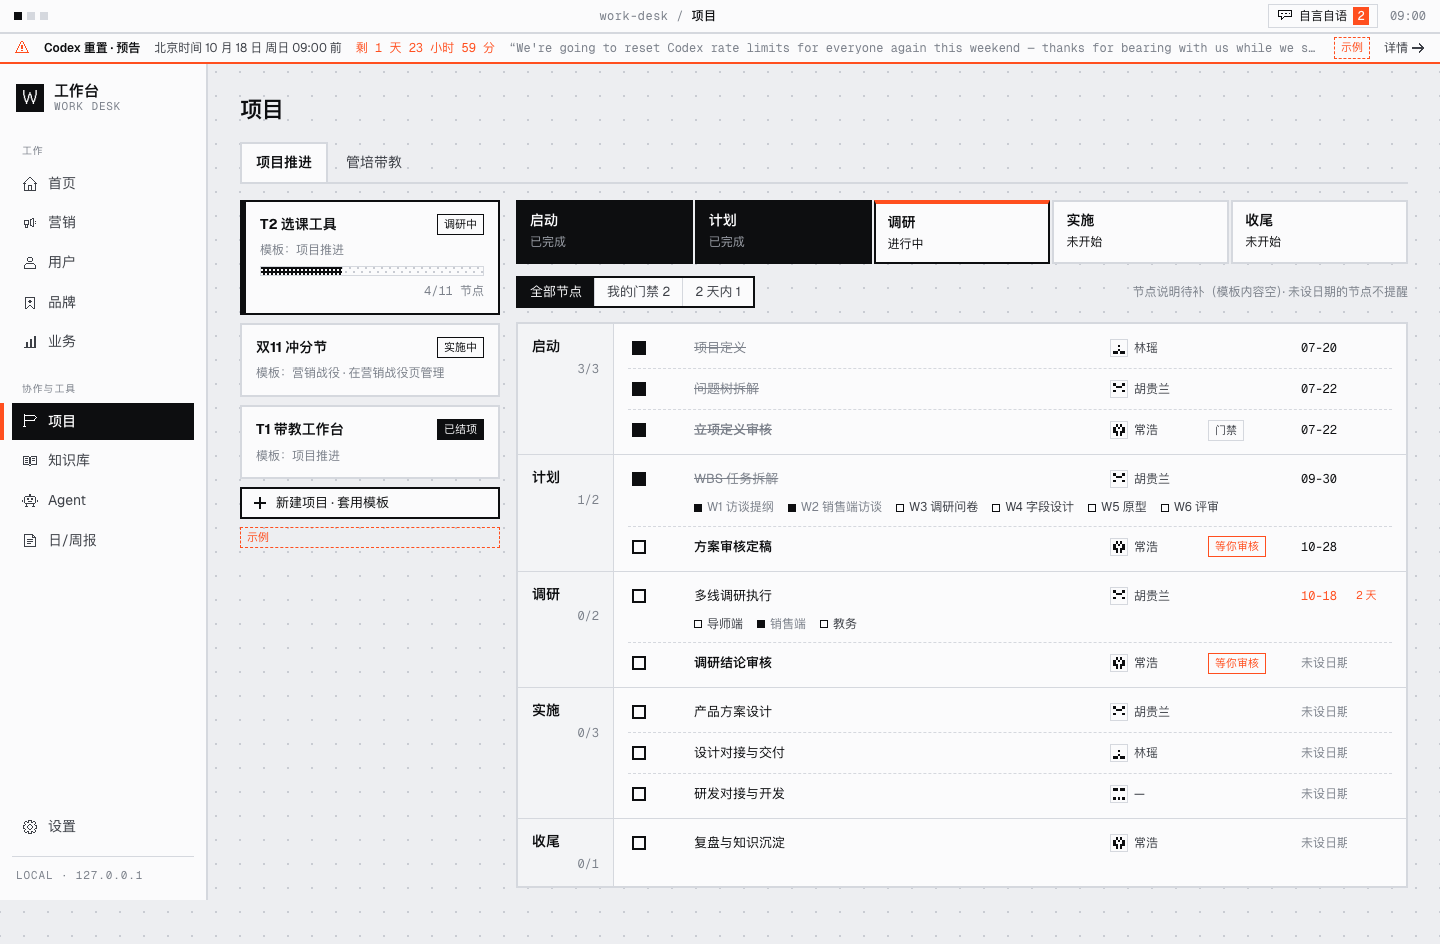 work-desk / 项目
自言自语 2
09:00
Codex 重置 · 预告 北京时间 10 月 18 日 周日 09:00 前 剩 1 天 23 小时 59 分 “We're going to reset Codex rate limits for everyone again this weekend — thanks for bearing with us while we s… 示例 详情
W 工作台
WORK DESK
工作
首页
营销
用户
品牌
业务
协作与工具
项目
知识库
Agent
日/周报
设置
LOCAL · 127.0.0.1
项目
项目推进 管培带教
T2 选课工具 调研中
模板：项目推进
4/11 节点
双11 冲分节 实施中
模板：营销战役 · 在营销战役页管理
T1 带教工作台 已结项
模板：项目推进
新建项目 · 套用模板
示例
启动
已完成
计划
已完成
调研
进行中
实施
未开始
收尾
未开始
全部节点 我的门禁 2 2 天内 1
节点说明待补（模板内容空）· 未设日期的节点不提醒
启动
3/3
项目定义 林瑶 07-20
问题树拆解 胡贵兰 07-22
立项定义审核 常浩 门禁 07-22
计划
1/2
WBS 任务拆解 胡贵兰 09-30
W1 访谈提纲 W2 销售端访谈 W3 调研问卷 W4 字段设计 W5 原型 W6 评审
方案审核定稿 常浩 等你审核 10-28
调研
0/2
多线调研执行 胡贵兰 10-18 2 天
导师端 销售端 教务
调研结论审核 常浩 等你审核 未设日期
实施
0/3
产品方案设计 胡贵兰 未设日期
设计对接与交付 林瑶 未设日期
研发对接与开发 — 未设日期
收尾
0/1
复盘与知识沉淀 常浩 未设日期